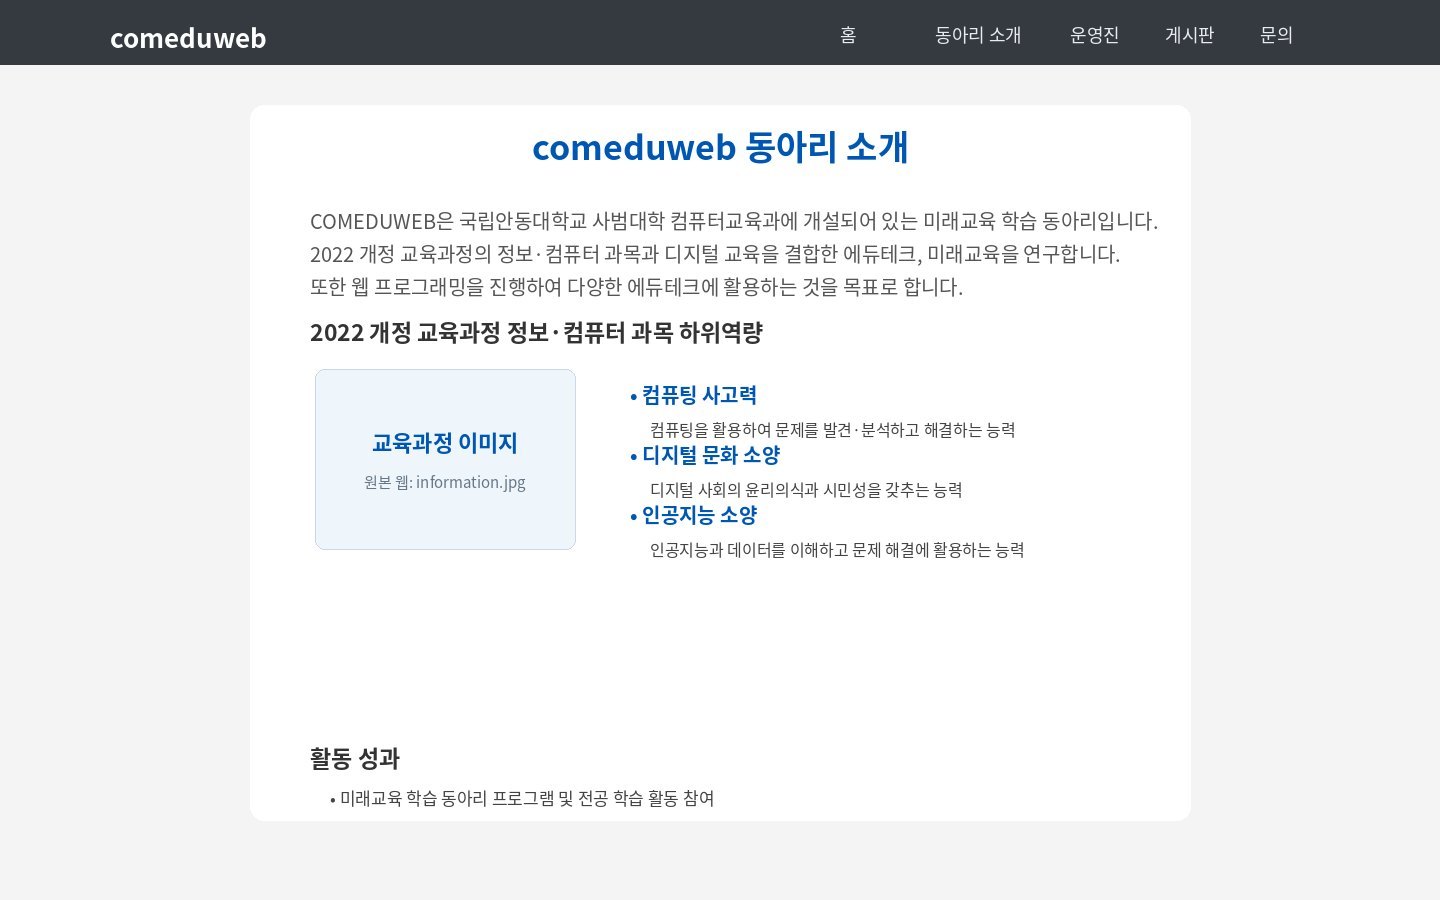 comeduweb
홈 동아리 소개 운영진 게시판 문의
comeduweb 동아리 소개
COMEDUWEB은 국립안동대학교 사범대학 컴퓨터교육과에 개설되어 있는 미래교육 학습 동아리입니다.
2022 개정 교육과정의 정보·컴퓨터 과목과 디지털 교육을 결합한 에듀테크, 미래교육을 연구합니다.
또한 웹 프로그래밍을 진행하여 다양한 에듀테크에 활용하는 것을 목표로 합니다.
2022 개정 교육과정 정보·컴퓨터 과목 하위역량
교육과정 이미지
원본 웹: information.jpg
• 컴퓨팅 사고력
컴퓨팅을 활용하여 문제를 발견·분석하고 해결하는 능력
• 디지털 문화 소양
디지털 사회의 윤리의식과 시민성을 갖추는 능력
• 인공지능 소양
인공지능과 데이터를 이해하고 문제 해결에 활용하는 능력
활동 성과
• 미래교육 학습 동아리 프로그램 및 전공 학습 활동 참여